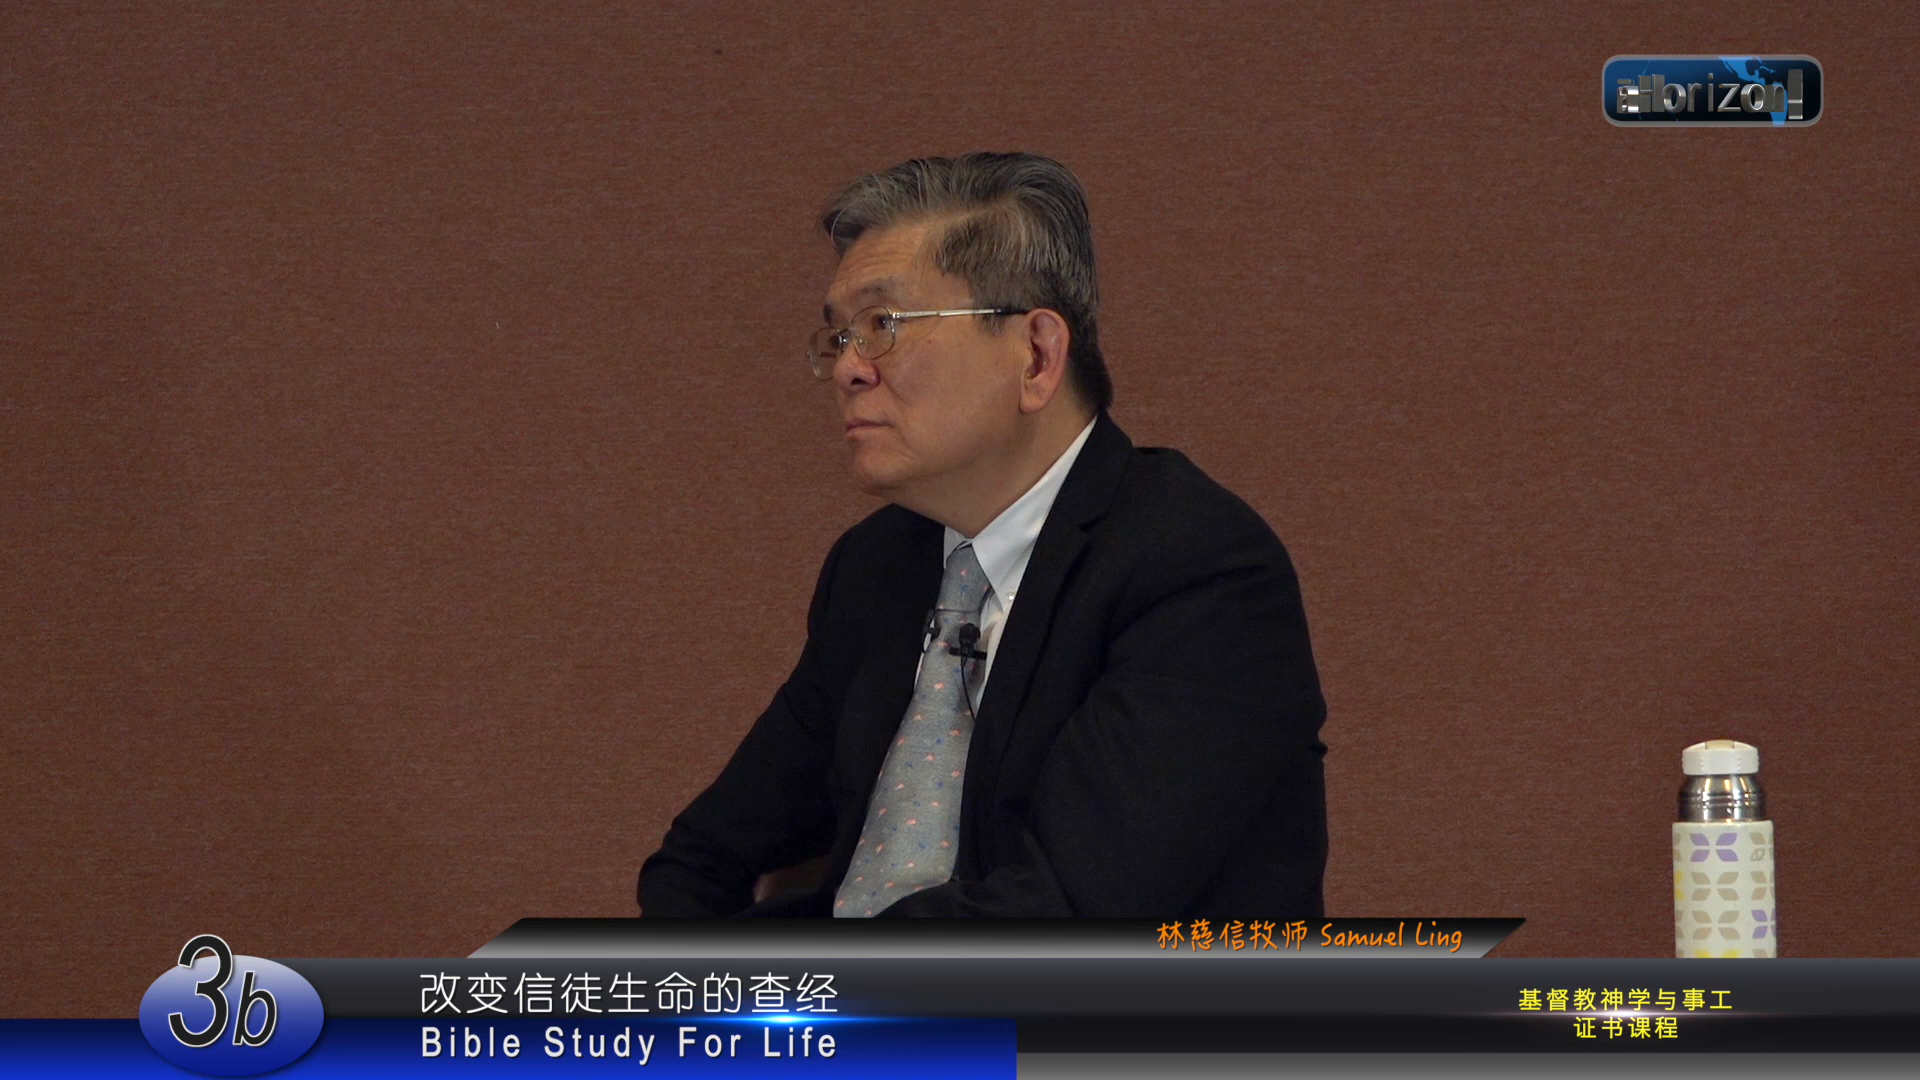 Horizon
林慈信牧师 Samuel Ling
3b
改变信徒生命的查经
Bible Study For Life
基督教神学与事工
证书课程